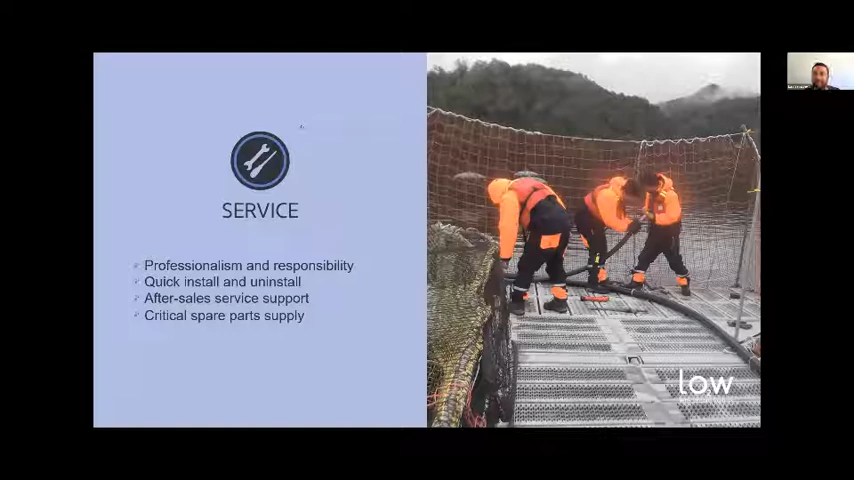 SERVICE
Professionalism and responsibility
Quick install and uninstall
After-sales service support
Critical spare parts supply
low